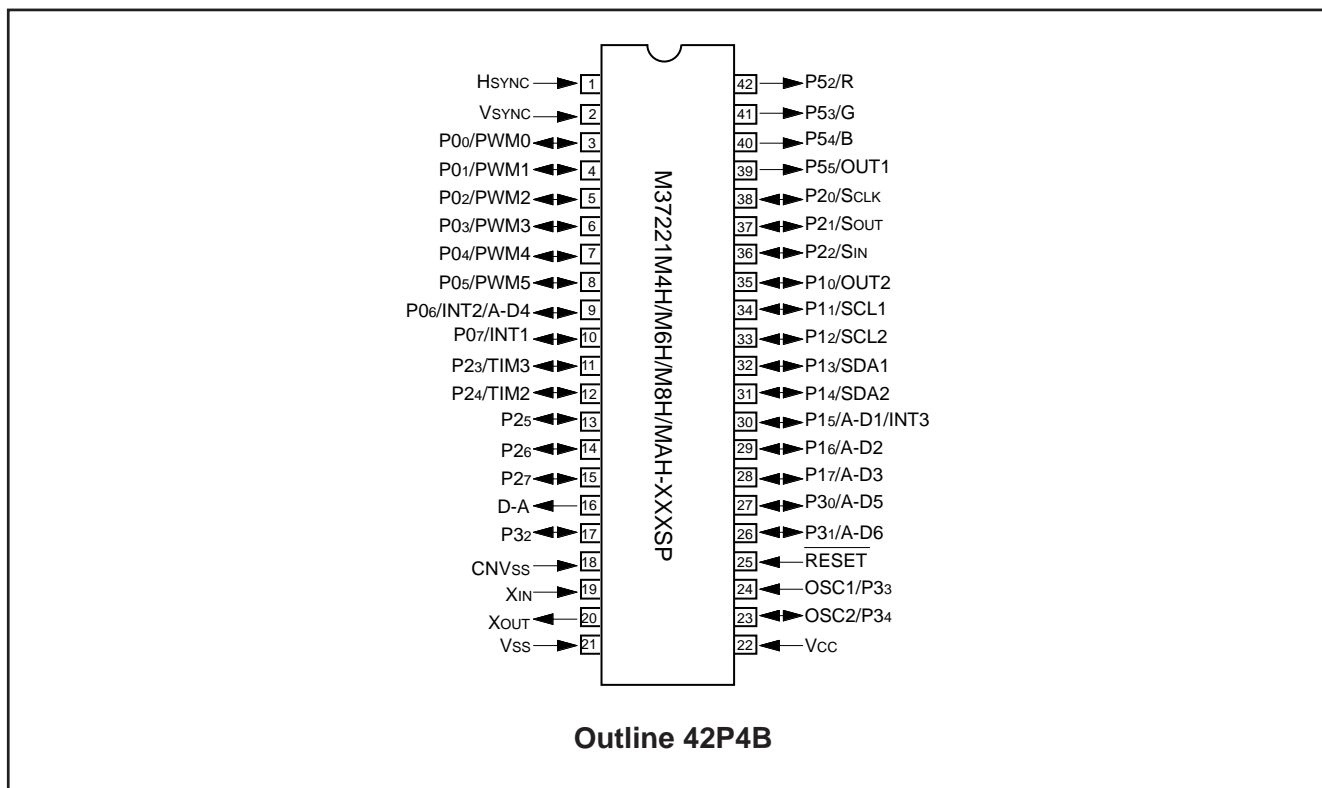 HSYNC 1
VSYNC 2
P00/PWM0 3
P01/PWM1 4
P02/PWM2 5
P03/PWM3 6
P04/PWM4 7
P05/PWM5 8
P06/INT2/A-D4 9
P07/INT1 10
P23/TIM3 11
P24/TIM2 12
P25 13
P26 14
P27 15
D-A 16
P32 17
CNVSS 18
XIN 19
XOUT 20
VSS 21
M37221M4H/M6H/M8H/MAH-XXXSP
42 P52/R
41 P53/G
40 P54/B
39 P55/OUT1
38 P20/SCLK
37 P21/SOUT
36 P22/SIN
35 P10/OUT2
34 P11/SCL1
33 P12/SCL2
32 P13/SDA1
31 P14/SDA2
30 P15/A-D1/INT3
29 P16/A-D2
28 P17/A-D3
27 P30/A-D5
26 P31/A-D6
25 RESET
24 OSC1/P33
23 OSC2/P34
22 VCC
Outline 42P4B